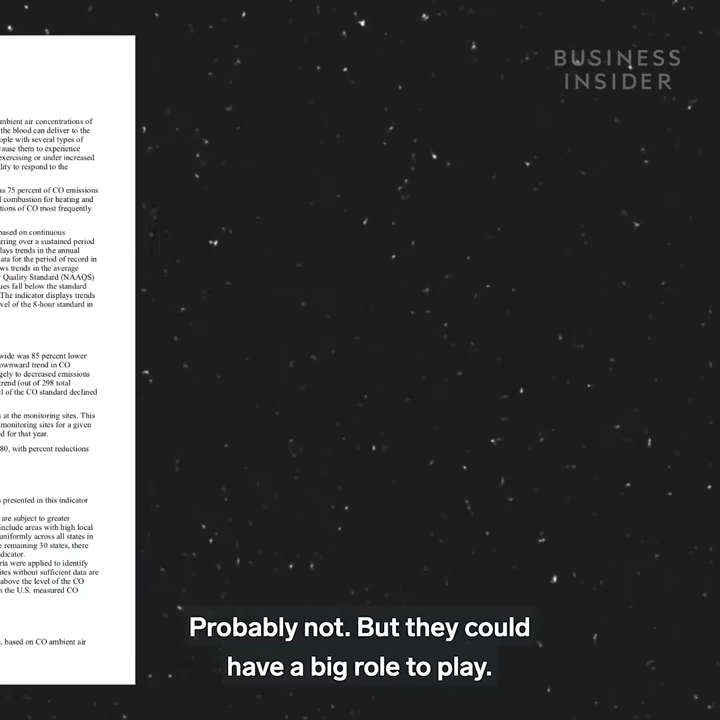 BUSINESS
INSIDER
mbient air concentrations of
the blood can deliver to the
ople with several types of
ause them to experience
exercising or under increased
lity to respond to the
as 75 percent of CO emissions
l combustion for heating and
tions of CO most frequently
based on continuous
rring over a sustained period
lays trends in the annual
ata for the period of record in
ws trends in the average
r Quality Standard (NAAQS)
ues fall below the standard
The indicator displays trends
vel of the 8-hour standard in
wide was 85 percent lower
ownward trend in CO
gely to decreased emissions
trend (out of 298 total
l of the CO standard declined
s at the monitoring sites. This
monitoring sites for a given
d for that year.
80, with percent reductions
s presented in this indicator
are subject to greater
include areas with high local
uniformly across all states in
e remaining 30 states, there
dicator.
ria were applied to identify
ites without sufficient data are
above the level of the CO
n the U.S. measured CO
s, based on CO ambient air
Probably not. But they could
have a big role to play.